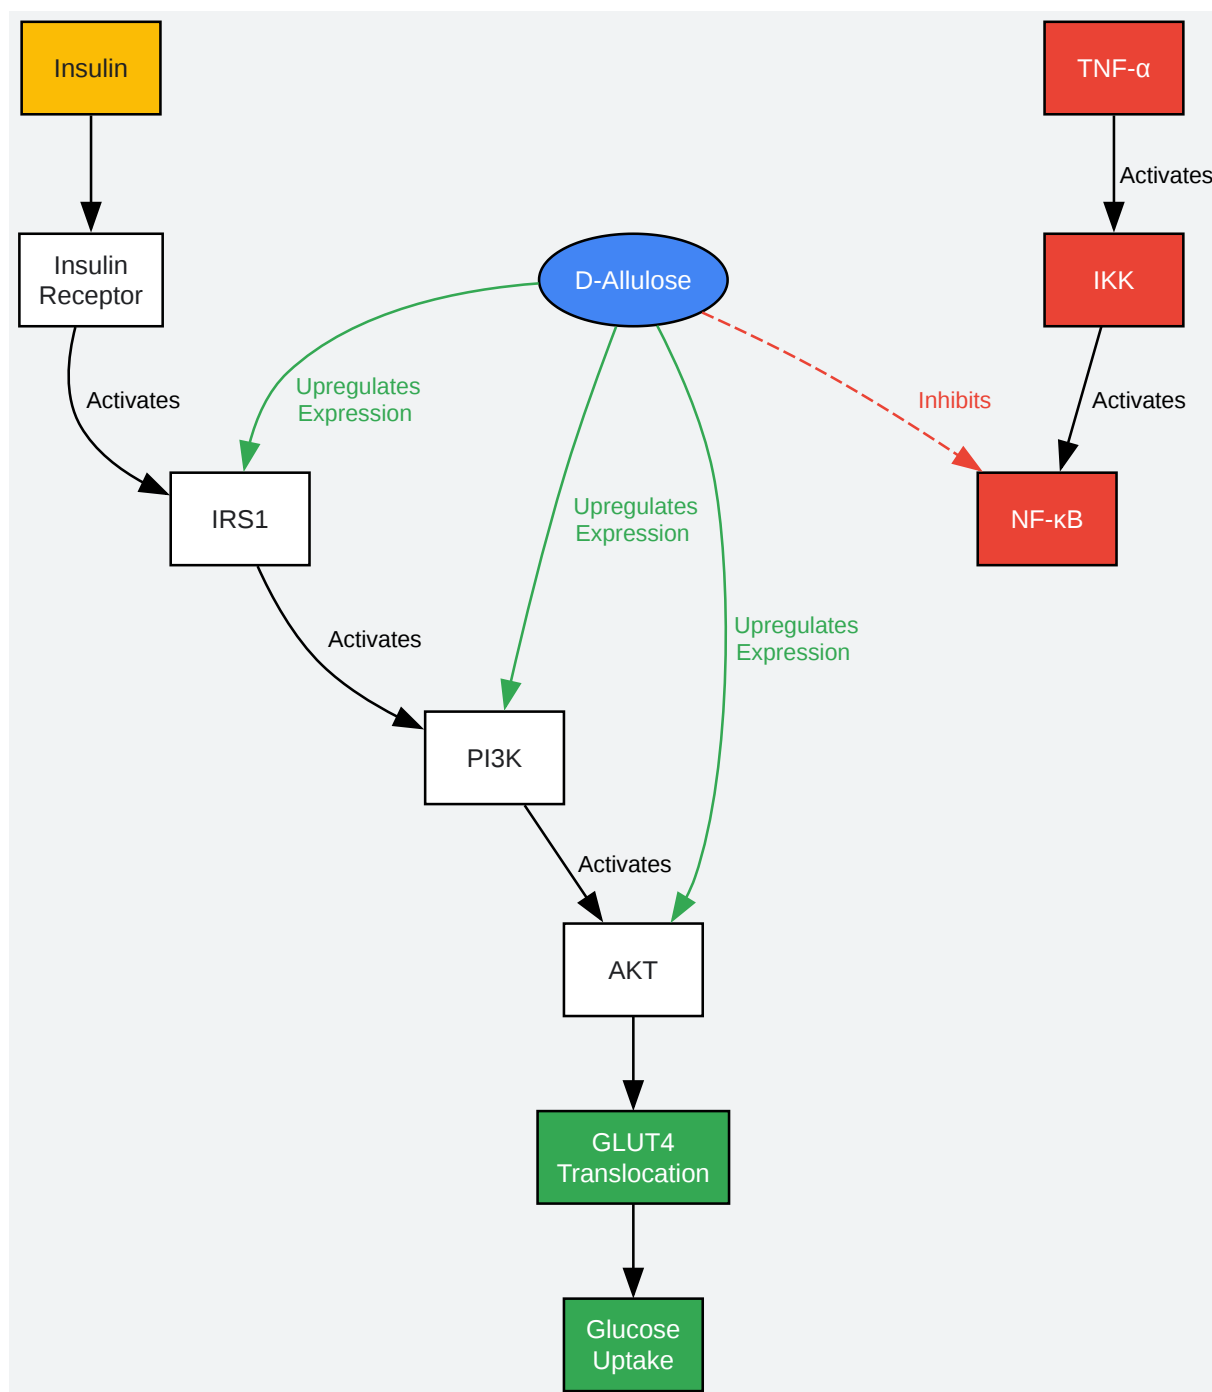 Insulin
TNF-α
Activates
Insulin
Receptor
D-Allulose
IKK
Activates
Upregulates
Expression
Inhibits
Activates
IRS1
Upregulates
Expression
NF-κB
Activates
Upregulates
Expression
PI3K
Activates
AKT
GLUT4
Translocation
Glucose
Uptake